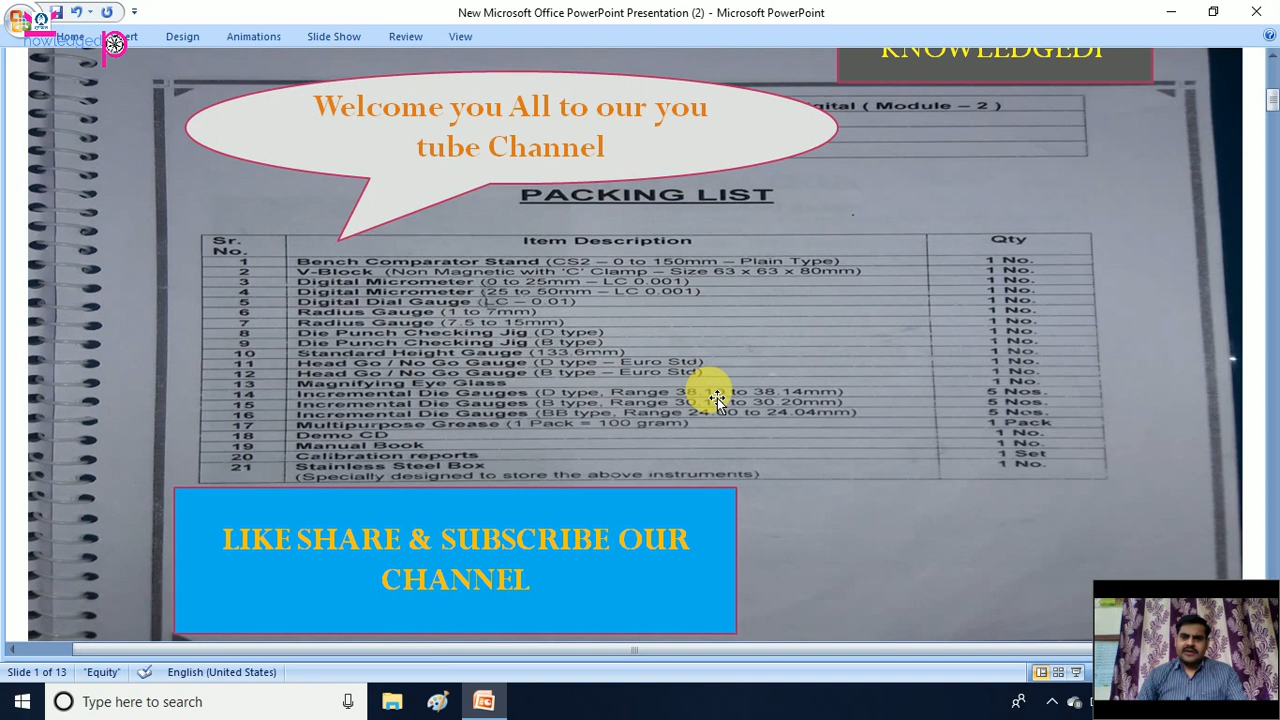 New Microsoft Office PowerPoint Presentation (2) - Microsoft PowerPoint
Home
Design
Animations
Slide Show
Review
View
KNOWLEDGEDI
Welcome you All to our you
tube Channel
( Module – 2 )
PACKING LIST
Sr. No. Item Description Qty
1 Bench Comparator Stand (CS2 – 0 to 150mm – Plain Type) 1 No.
2 V-Block (Non Magnetic with 'C' Clamp – Size 63 x 63 x 80mm) 1 No.
3 Digital Micrometer (0 to 25mm – LC 0.001) 1 No.
4 Digital Micrometer (25 to 50mm – LC 0.001) 1 No.
5 Digital Dial Gauge (LC – 0.01) 1 No.
6 Radius Gauge (1 to 7mm) 1 No.
7 Radius Gauge (7.5 to 15mm) 1 No.
8 Die Punch Checking Jig (D type) 1 No.
9 Die Punch Checking Jig (B type) 1 No.
10 Standard Height Gauge (133.6mm) 1 No.
11 Head Go / No Go Gauge (D type – Euro Std) 1 No.
12 Head Go / No Go Gauge (B type – Euro Std) 1 No.
13 Magnifying Eye Glass 1 No.
14 Incremental Die Gauges (D type, Range to 38.14mm) 5 Nos.
15 Incremental Die Gauges (B type, Range to 30.20mm) 5 Nos.
16 Incremental Die Gauges (BB type, Range to 24.04mm) 5 Nos.
17 Multipurpose Grease (1 Pack = 100 gram) 1 Pack
18 Demo CD 1 No.
19 Manual Book 1 No.
20 Calibration reports 1 Set
21 Stainless Steel Box 1 No.
(Specially designed to store the above instruments)
LIKE SHARE & SUBSCRIBE OUR
CHANNEL
Slide 1 of 13
"Equity"
English (United States)
Type here to search